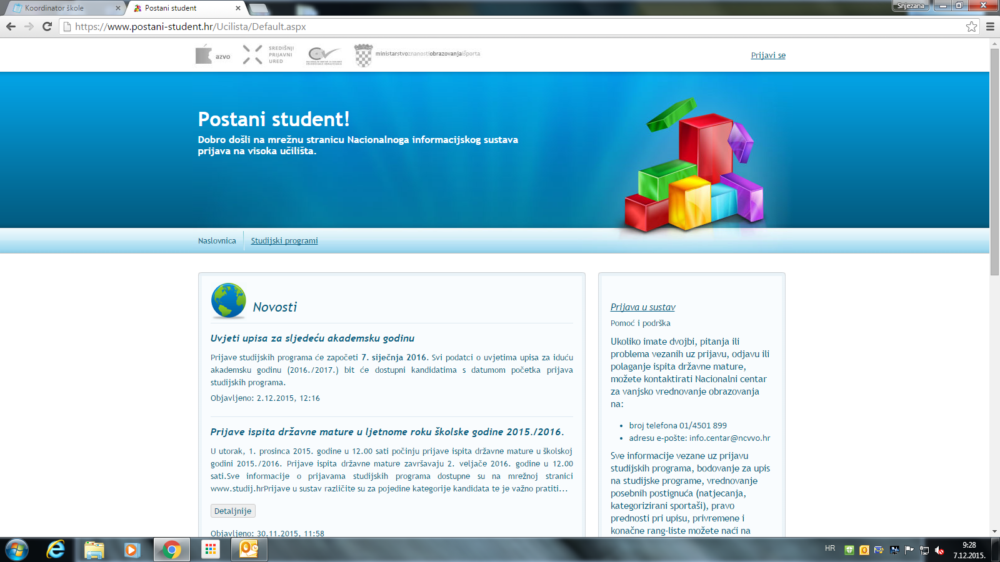 Koordinator škole
Postani student
Snjezana
https://www.postani-student.hr/Ucilista/Default.aspx
azvo
SREDIŠNJI
PRIJAVNI
URED
ministarstvoznanostiobrazovanjaišporta
Prijavi se
Postani student!
Dobro došli na mrežnu stranicu Nacionalnoga informacijskog sustava
prijava na visoka učilišta.
Naslovnica
Studijski programi
Novosti
Uvjeti upisa za sljedeću akademsku godinu
Prijave studijskih programa će započeti 7. siječnja 2016. Svi podatci o uvjetima upisa za iduću
akademsku godinu (2016./2017.) bit će dostupni kandidatima s datumom početka prijava
studijskih programa.
Objavljeno: 2.12.2015, 12:16
Prijave ispita državne mature u ljetnome roku školske godine 2015./2016.
U utorak, 1. prosinca 2015. godine u 12.00 sati počinju prijave ispita državne mature u školskoj
godini 2015./2016. Prijave ispita državne mature završavaju 2. veljače 2016. godine u 12.00
sati.Sve informacije o prijavama studijskih programa dostupne su na mrežnoj stranici
www.studij.hrPrijave u sustav različite su za pojedine kategorije kandidata te je važno pratiti...
Detaljnije
Objavljeno: 30.11.2015, 11:58
Prijava u sustav
Pomoć i podrška
Ukoliko imate dvojbi, pitanja ili
problema vezanih uz prijavu, odjavu ili
polaganje ispita državne mature,
možete kontaktirati Nacionalni centar
za vanjsko vrednovanje obrazovanja
na:
• broj telefona 01/4501 899
• adresu e-pošte: info.centar@ncvvo.hr
Sve informacije vezane uz prijavu
studijskih programa, bodovanje za upis
na studijske programe, vrednovanje
posebnih postignuća (natjecanja,
kategorizirani sportaši), pravo
prednosti pri upisu, privremene i
konačne rang-liste možete naći na
HR
9:28
7.12.2015.